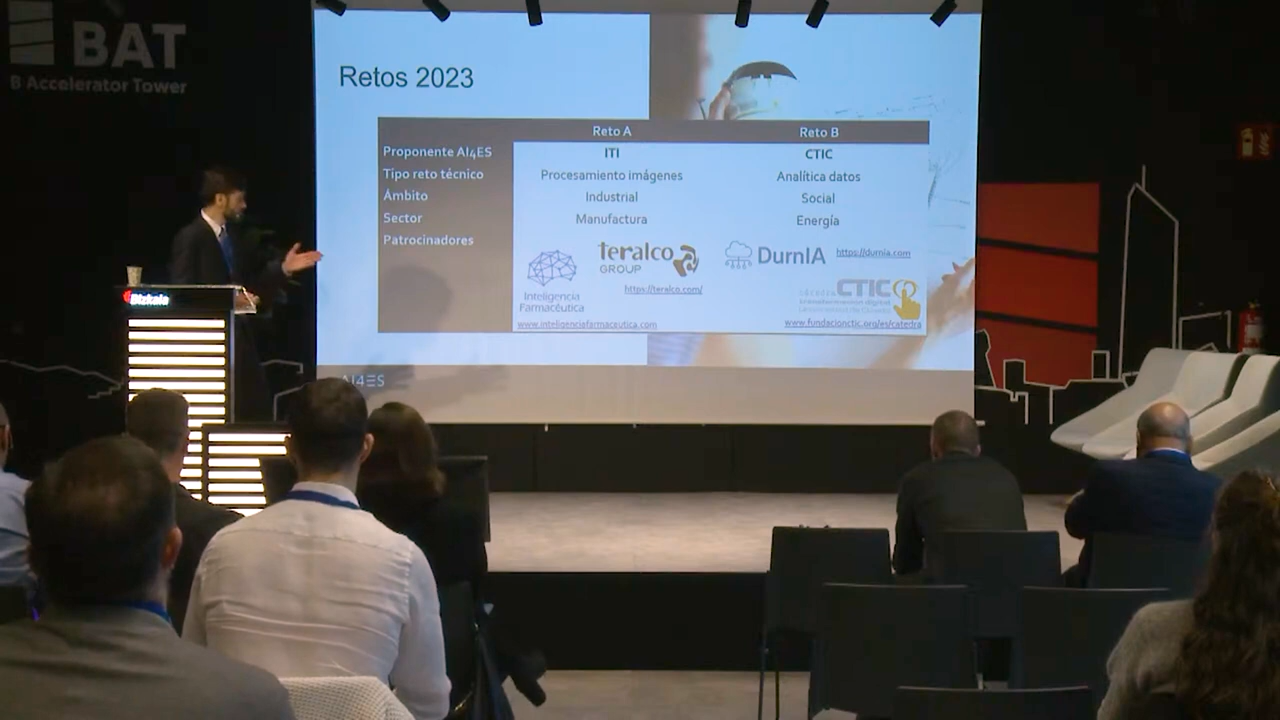 BAT
B Accelerator Tower
Retos 2023
Reto A
Reto B
Proponente AI4ES
ITI
CTIC
Tipo reto técnico
Procesamiento imágenes
Analítica datos
Ámbito
Industrial
Social
Sector
Manufactura
Energía
Patrocinadores
teralco
GROUP
https://teralco.com/
DurnIA
https://durnia.com
Inteligencia
Farmacéutica
www.inteligenciafarmaceutica.com
CTIC
www.fundacionctic.org/es/catedra
AI4ES
Bizkaia